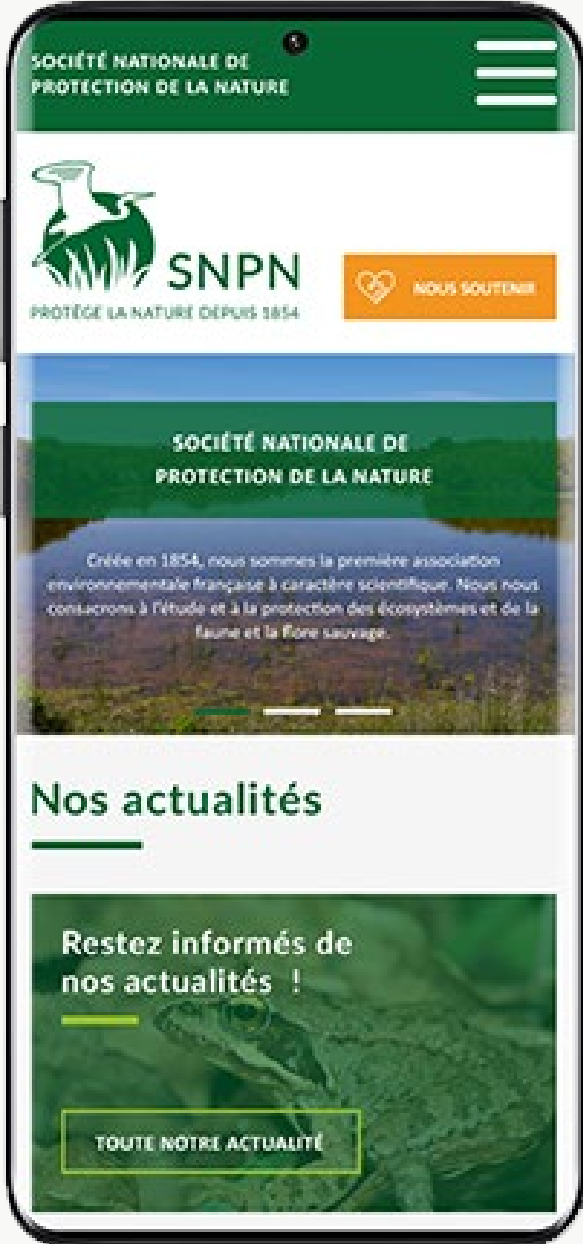 SOCIÉTÉ NATIONALE DE
PROTECTION DE LA NATURE
SNPN
PROTÈGE LA NATURE DEPUIS 1854
NOUS SOUTENIR
SOCIÉTÉ NATIONALE DE
PROTECTION DE LA NATURE
Créée en 1854, nous sommes la première association
environnementale française à caractère scientifique. Nous nous
consacrons à l'étude et à la protection des écosystèmes et de la
faune et la flore sauvage.
Nos actualités
Restez informés de
nos actualités !
TOUTE NOTRE ACTUALITÉ